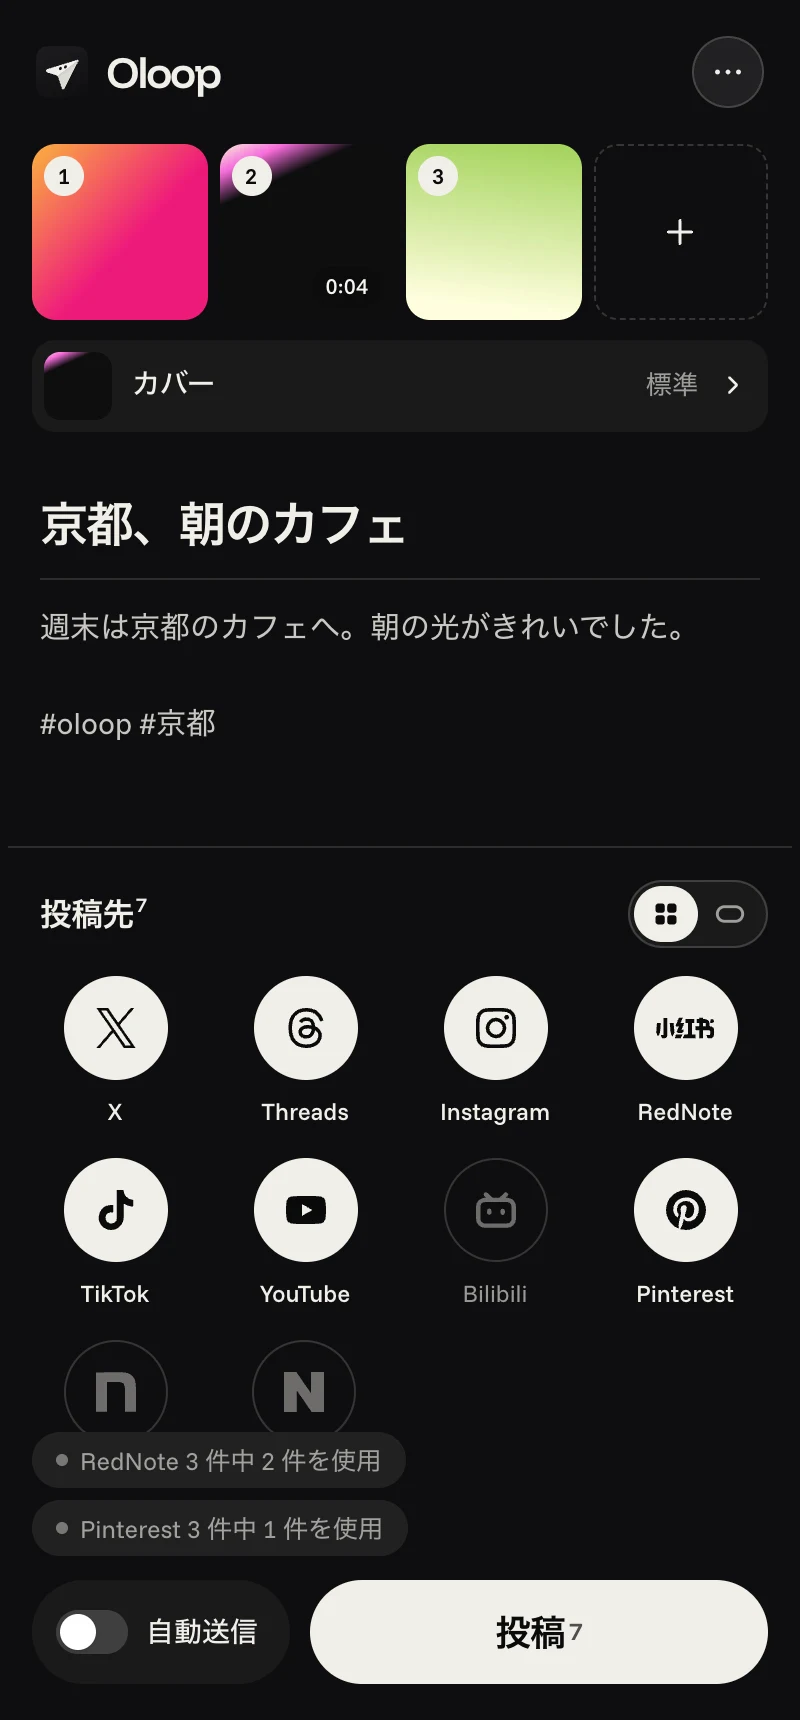 Oloop
1
2
3
0:04
カバー
標準
京都、朝のカフェ
週末は京都のカフェへ。朝の光がきれいでした。
#oloop #京都
投稿先7
小红书
X
Threads
Instagram
RedNote
TikTok
YouTube
Bilibili
Pinterest
RedNote 3 件中 2 件を使用
Pinterest 3 件中 1 件を使用
自動送信
投稿7